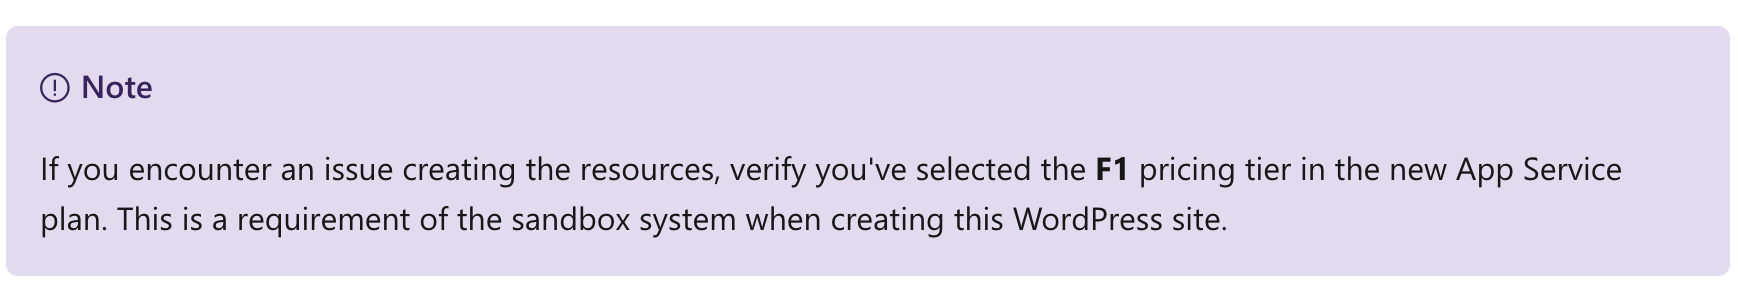 Note
If you encounter an issue creating the resources, verify you've selected the F1 pricing tier in the new App Service
plan. This is a requirement of the sandbox system when creating this WordPress site.